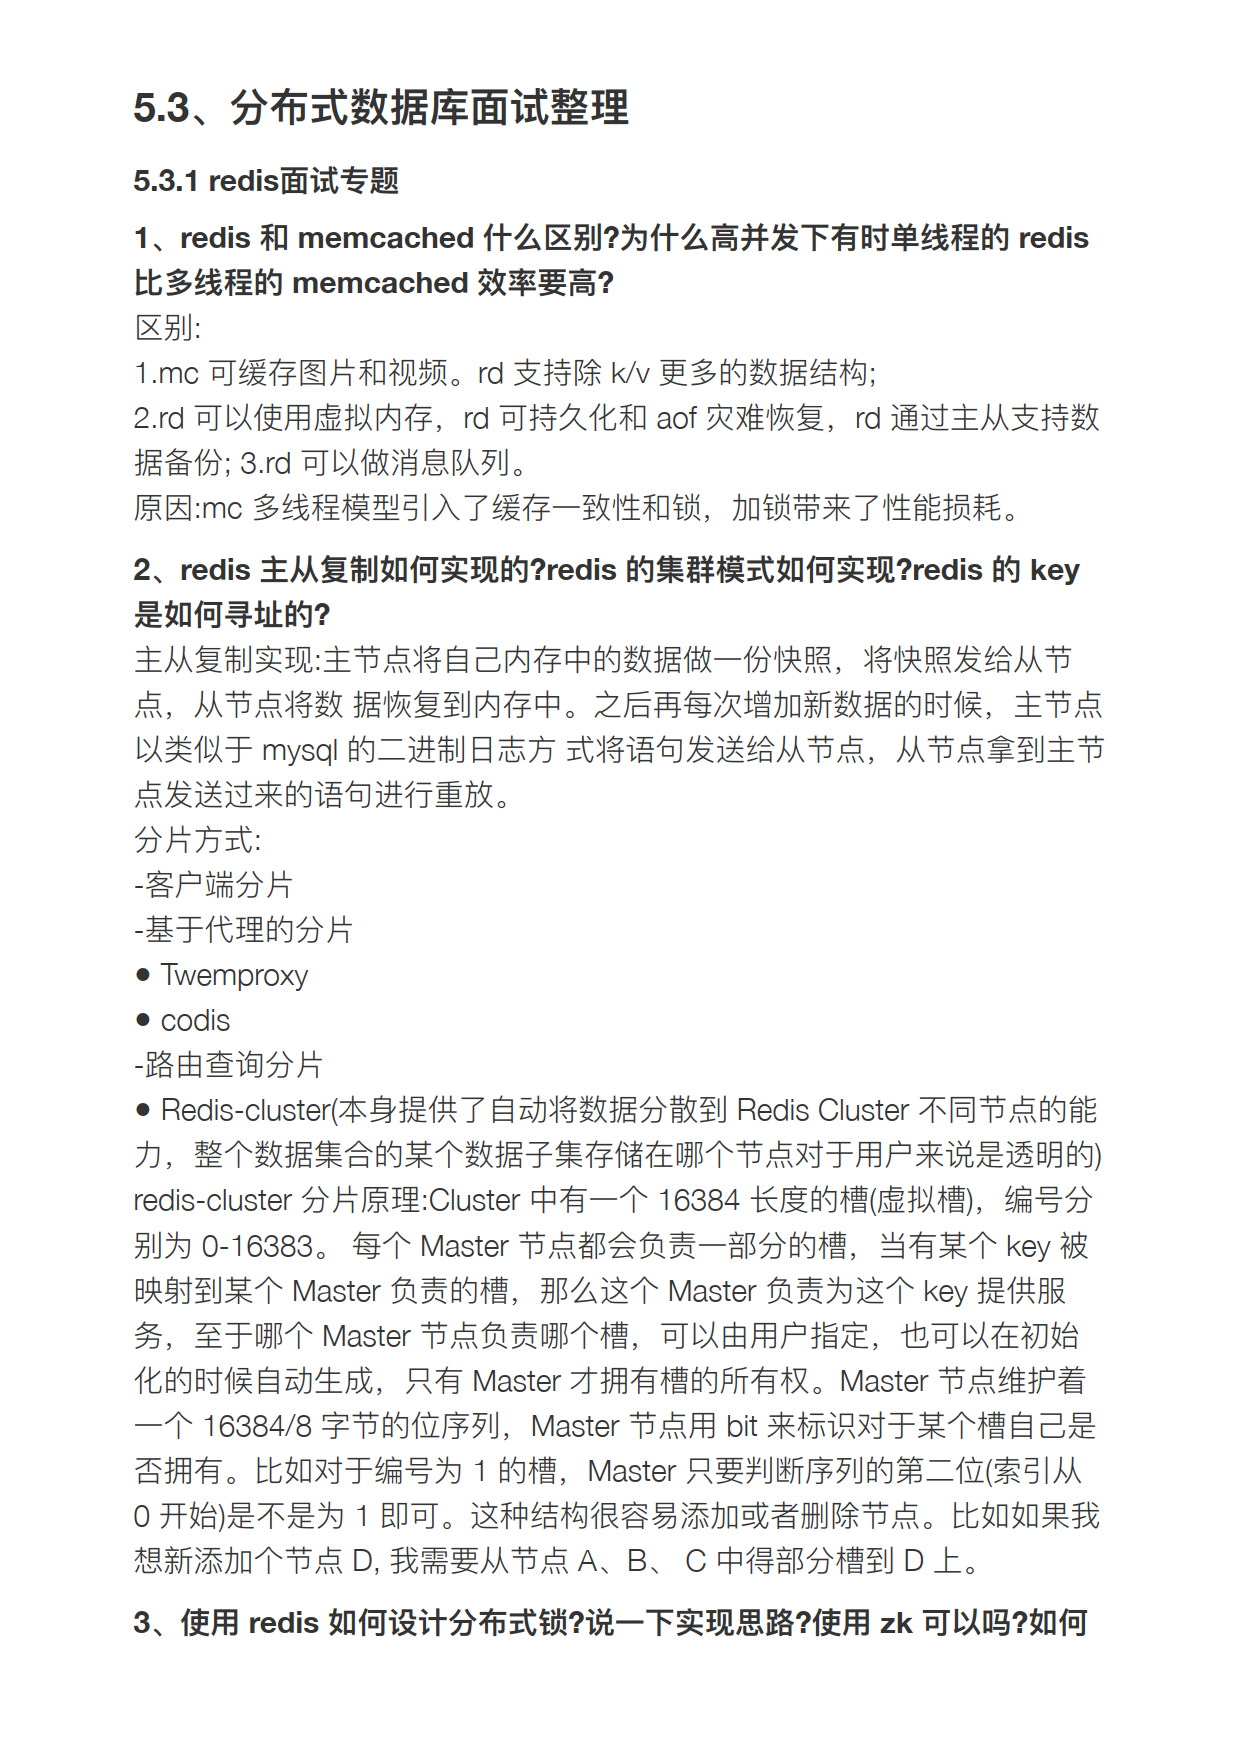 5.3、分布式数据库面试整理
5.3.1 redis面试专题
1、redis 和 memcached 什么区别?为什么高并发下有时单线程的 redis
比多线程的 memcached 效率要高?
区别:
1.mc 可缓存图片和视频。rd 支持除 k/v 更多的数据结构;
2.rd 可以使用虚拟内存，rd 可持久化和 aof 灾难恢复，rd 通过主从支持数
据备份; 3.rd 可以做消息队列。
原因:mc 多线程模型引入了缓存一致性和锁，加锁带来了性能损耗。
2、redis 主从复制如何实现的?redis 的集群模式如何实现?redis 的 key
是如何寻址的?
主从复制实现:主节点将自己内存中的数据做一份快照，将快照发给从节
点，从节点将数 据恢复到内存中。之后再每次增加新数据的时候，主节点
以类似于 mysql 的二进制日志方 式将语句发送给从节点，从节点拿到主节
点发送过来的语句进行重放。
分片方式:
-客户端分片
-基于代理的分片
● Twemproxy
● codis
-路由查询分片
● Redis-cluster(本身提供了自动将数据分散到 Redis Cluster 不同节点的能
力，整个数据集合的某个数据子集存储在哪个节点对于用户来说是透明的)
redis-cluster 分片原理:Cluster 中有一个 16384 长度的槽(虚拟槽)，编号分
别为 0-16383。 每个 Master 节点都会负责一部分的槽，当有某个 key 被
映射到某个 Master 负责的槽，那么这个 Master 负责为这个 key 提供服
务，至于哪个 Master 节点负责哪个槽，可以由用户指定，也可以在初始
化的时候自动生成，只有 Master 才拥有槽的所有权。Master 节点维护着
一个 16384/8 字节的位序列，Master 节点用 bit 来标识对于某个槽自己是
否拥有。比如对于编号为 1 的槽，Master 只要判断序列的第二位(索引从
0 开始)是不是为 1 即可。这种结构很容易添加或者删除节点。比如如果我
想新添加个节点 D, 我需要从节点 A、B、 C 中得部分槽到 D 上。
3、使用 redis 如何设计分布式锁?说一下实现思路?使用 zk 可以吗?如何